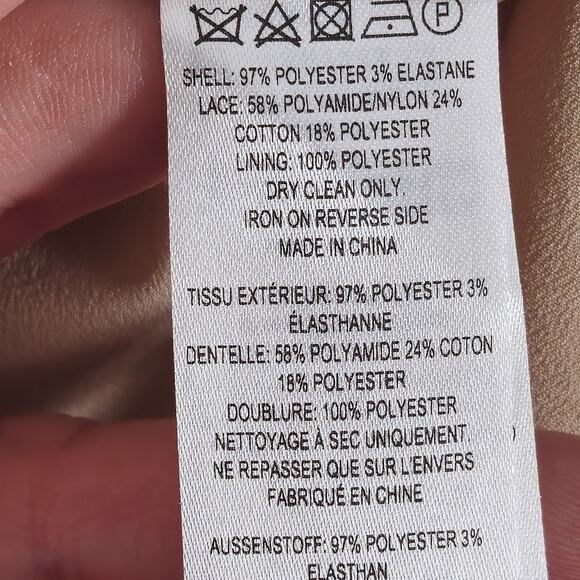 P
SHELL: 97% POLYESTER 3% ELASTANE
LACE: 58% POLYAMIDE/NYLON 24%
COTTON 18% POLYESTER
LINING: 100% POLYESTER
DRY CLEAN ONLY.
IRON ON REVERSE SIDE
MADE IN CHINA
TISSU EXTÉRIEUR: 97% POLYESTER 3%
ÉLASTHANNE
DENTELLE: 58% POLYAMIDE 24% COTON
18% POLYESTER
DOUBLURE: 100% POLYESTER
NETTOYAGE À SEC UNIQUEMENT.
NE REPASSER QUE SUR L'ENVERS
FABRIQUÉ EN CHINE
AUSSENSTOFF: 97% POLYESTER 3%
ELASTHAN